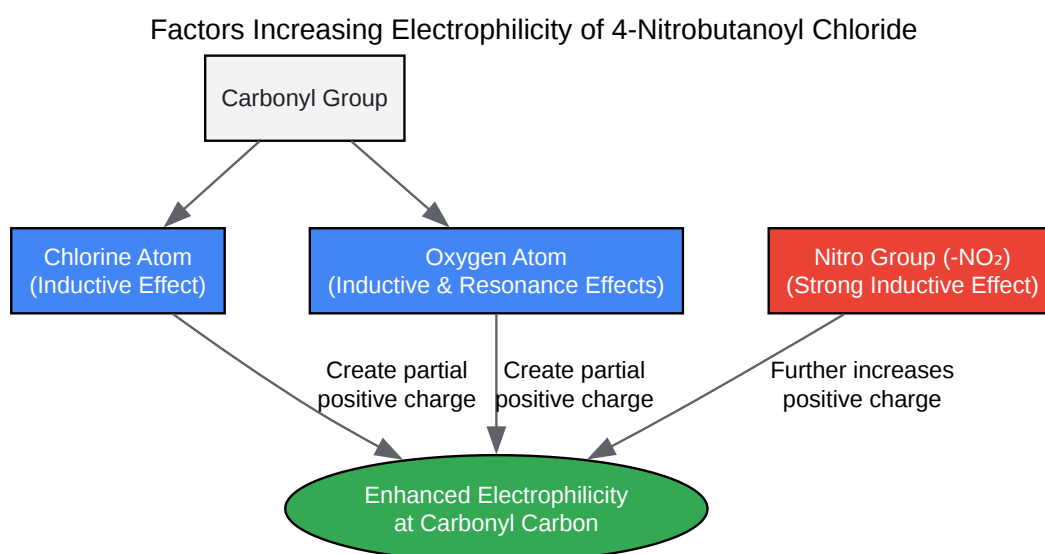 Factors Increasing Electrophilicity of 4-Nitrobutanoyl Chloride
Carbonyl Group
Chlorine Atom
(Inductive Effect)
Oxygen Atom
(Inductive & Resonance Effects)
Nitro Group (-NO₂)
(Strong Inductive Effect)
Create partial
positive charge
Create partial
positive charge
Further increases
positive charge
Enhanced Electrophilicity
at Carbonyl Carbon